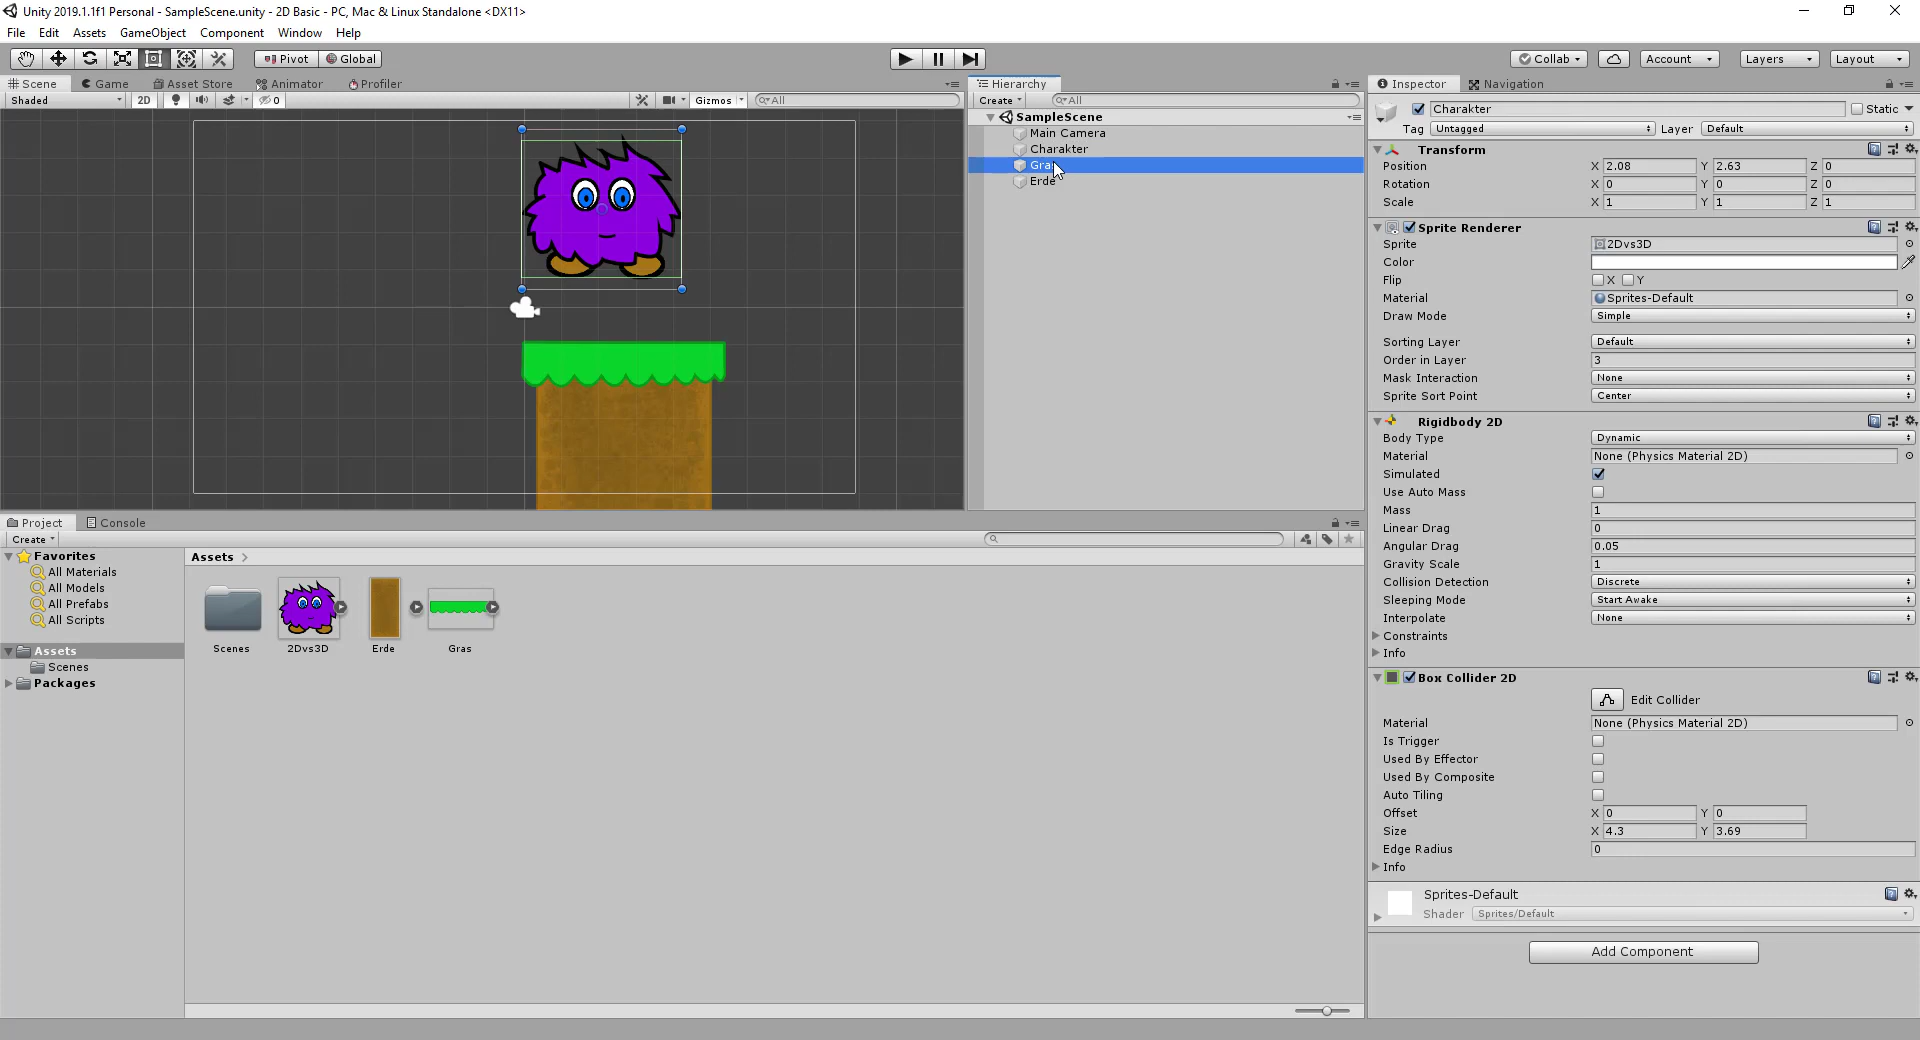 Unity 2019.1.1f1 Personal - SampleScene.unity - 2D Basic - PC, Mac & Linux Standalone <DX11>
File Edit Assets GameObject Component Window Help
Pivot Global Collab Account Layers Layout
Scene Game Asset Store Animator Profiler
Shaded 2D 0 Gizmos All
Hierarchy
Create All
SampleScene
Main Camera
Charakter
Gra
Erde
Inspector Navigation
Charakter Static
Tag Untagged Layer Default
Transform
Position X 2.08 Y 2.63 Z 0
Rotation X 0 Y 0 Z 0
Scale X 1 Y 1 Z 1
Sprite Renderer
Sprite 2Dvs3D
Color
Flip X Y
Material Sprites-Default
Draw Mode Simple
Sorting Layer Default
Order in Layer 3
Mask Interaction None
Sprite Sort Point Center
Rigidbody 2D
Body Type Dynamic
Material None (Physics Material 2D)
Simulated
Use Auto Mass
Mass 1
Linear Drag 0
Angular Drag 0.05
Gravity Scale 1
Collision Detection Discrete
Sleeping Mode Start Awake
Interpolate None
Constraints
Info
Box Collider 2D
Edit Collider
Material None (Physics Material 2D)
Is Trigger
Used By Effector
Used By Composite
Auto Tiling
Offset X 0 Y 0
Size X 4.3 Y 3.69
Edge Radius 0
Info
Sprites-Default
Shader Sprites/Default
Add Component
Project Console
Create
Favorites
All Materials
All Models
All Prefabs
All Scripts
Assets
Scenes
Packages
Assets
Scenes 2Dvs3D Erde Gras